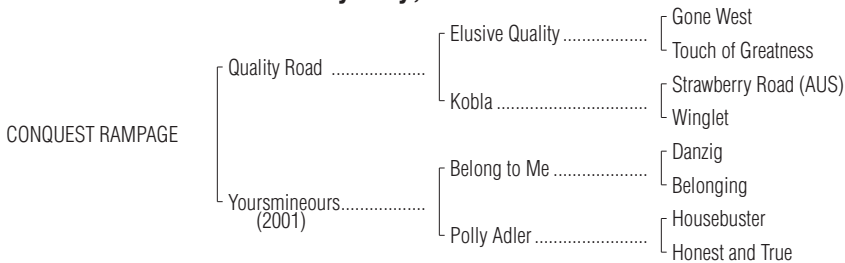 Gone West
Elusive Quality ....................
Touch of Greatness
Quality Road ......................
Strawberry Road (AUS)
Kobla ....................................
Winglet
CONQUEST RAMPAGE
Danzig
Belong to Me ......................
Belonging
Yoursmineours....................
(2001)
Housebuster
Polly Adler ...........................
Honest and True